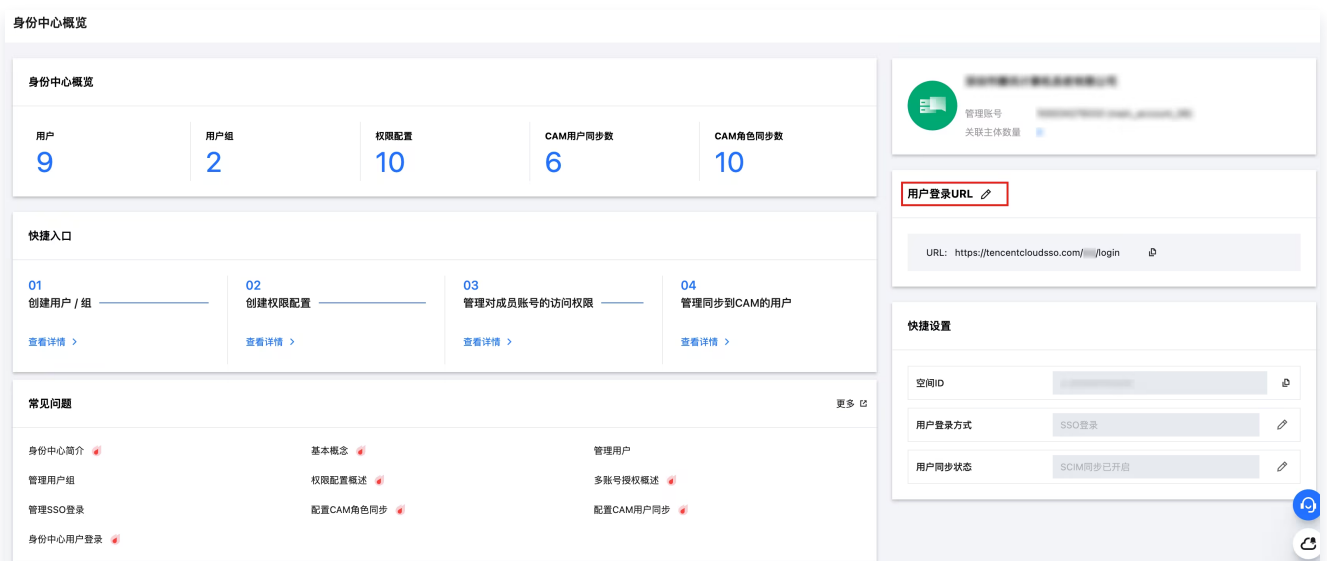 身份中心概览
身份中心概览
用户
9
用户组
2
权限配置
10
CAM用户同步数
6
CAM角色同步数
10
快捷入口
01
创建用户 / 组
查看详情
02
创建权限配置
查看详情
03
管理对成员账号的访问权限
查看详情
04
管理同步到CAM的用户
查看详情
常见问题
更多
身份中心简介
基本概念
管理用户
管理用户组
权限配置概述
多账号授权概述
管理SSO登录
配置CAM角色同步
配置CAM用户同步
身份中心用户登录
管理账号
关联主体数量
用户登录URL
URL: https://tencentcloudsso.com/ /login
快捷设置
空间ID
用户登录方式
SSO登录
用户同步状态
SCIM同步已开启